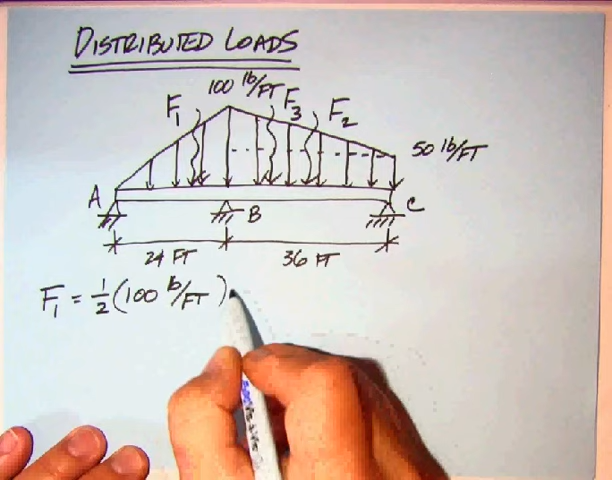 DISTRIBUTED LOADS
100 lb/FT
F1 F3 F2
50 lb/FT
A B C
24 FT 36 FT
F1 = 1/2 (100 lb/FT)